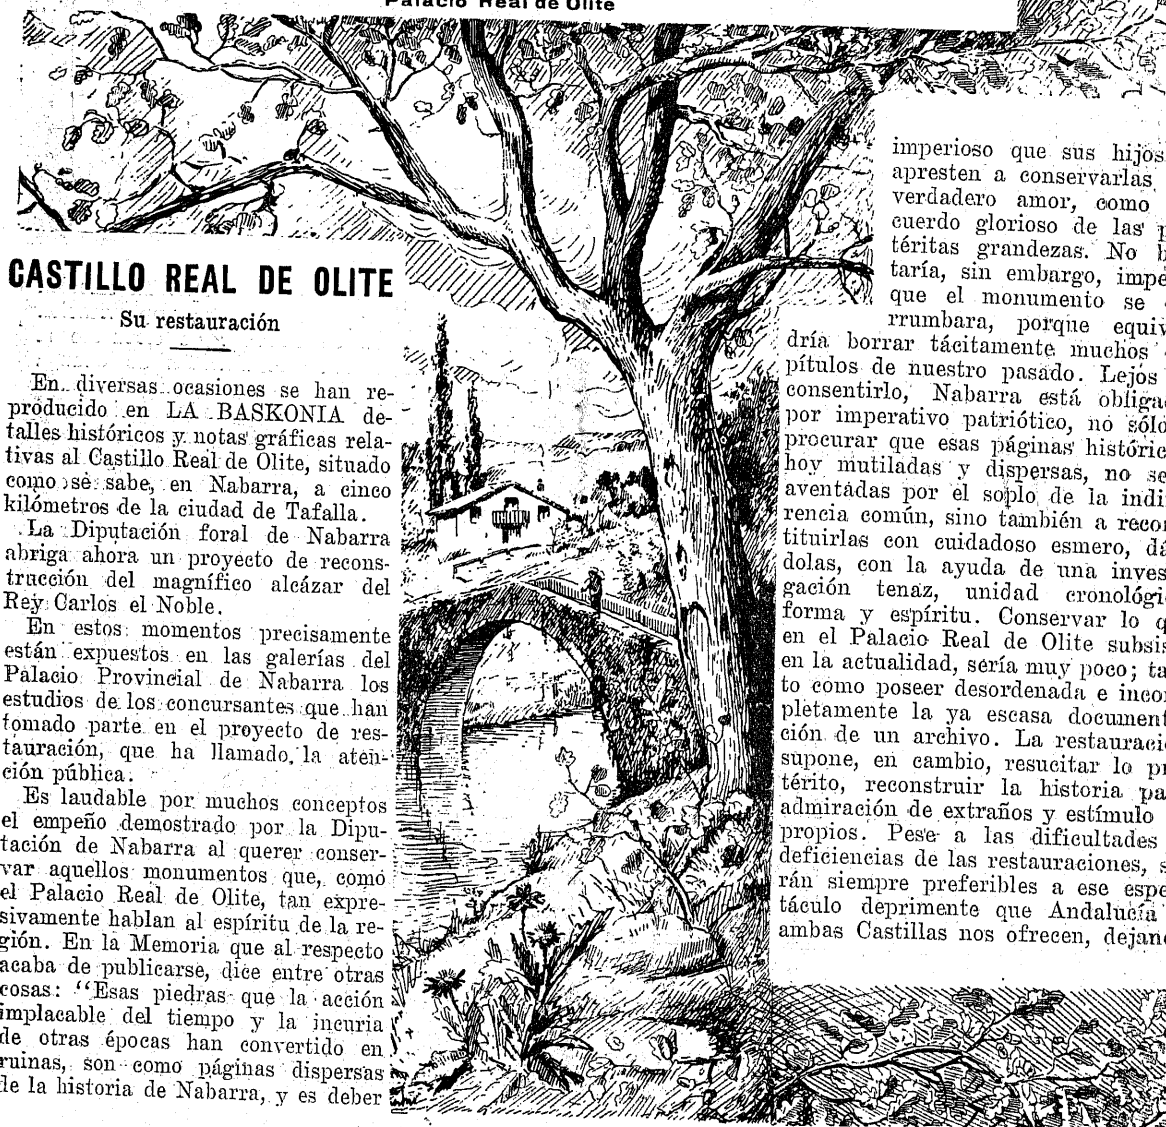 Palacio Real de Olite
CASTILLO REAL DE OLITE
Su restauración
En diversas ocasiones se han re-
producido en LA BASKONIA de-
talles históricos y notas gráficas rela-
tivas al Castillo Real de Olite, situado
como se sabe, en Nabarra, a cinco
kilómetros de la ciudad de Tafalla.
La Diputación foral de Nabarra
abriga ahora un proyecto de recons-
trucción del magnífico alcázar del
Rey Carlos el Noble.
En estos momentos precisamente
están expuestos en las galerías del
Palacio Provincial de Nabarra los
estudios de los concursantes que han
tomado parte en el proyecto de res-
tauración, que ha llamado la aten-
ción pública.
Es laudable por muchos conceptos
el empeño demostrado por la Dipu-
tación de Nabarra al querer conser-
var aquellos monumentos que, como
el Palacio Real de Olite, tan expre-
sivamente hablan al espíritu de la re-
gión. En la Memoria que al respecto
acaba de publicarse, dice entre otras
cosas: "Esas piedras que la acción
implacable del tiempo y la incuria
de otras épocas han convertido en
ruinas, son como páginas dispersas
de la historia de Nabarra, y es deber
imperioso que sus hijos
apresten a conservarlas
verdadero amor, como
cuerdo glorioso de las p
téritas grandezas. No b
taría, sin embargo, impe
que el monumento se
rrumbara, porque equiv
dría borrar tácitamente muchos
pítulos de nuestro pasado. Lejos
consentirlo, Nabarra está obliga
por imperativo patriótico, no sólo
procurar que esas páginas históric
hoy mutiladas y dispersas, no se
aventadas por el soplo de la indi
rencia común, sino también a recon
tituirlas con cuidadoso esmero, dá
dolas, con la ayuda de una inves
gación tenaz, unidad cronológi
forma y espíritu. Conservar lo q
en el Palacio Real de Olite subsis
en la actualidad, sería muy poco; ta
to como poseer desordenada e incom
pletamente la ya escasa document
ción de un archivo. La restauraci
supone, en cambio, resucitar lo pr
térito, reconstruir la historia pa
admiración de extraños y estímulo
propios. Pese a las dificultades
deficiencias de las restauraciones, s
rán siempre preferibles a ese espe
táculo deprimente que Andalucía
ambas Castillas nos ofrecen, dejan